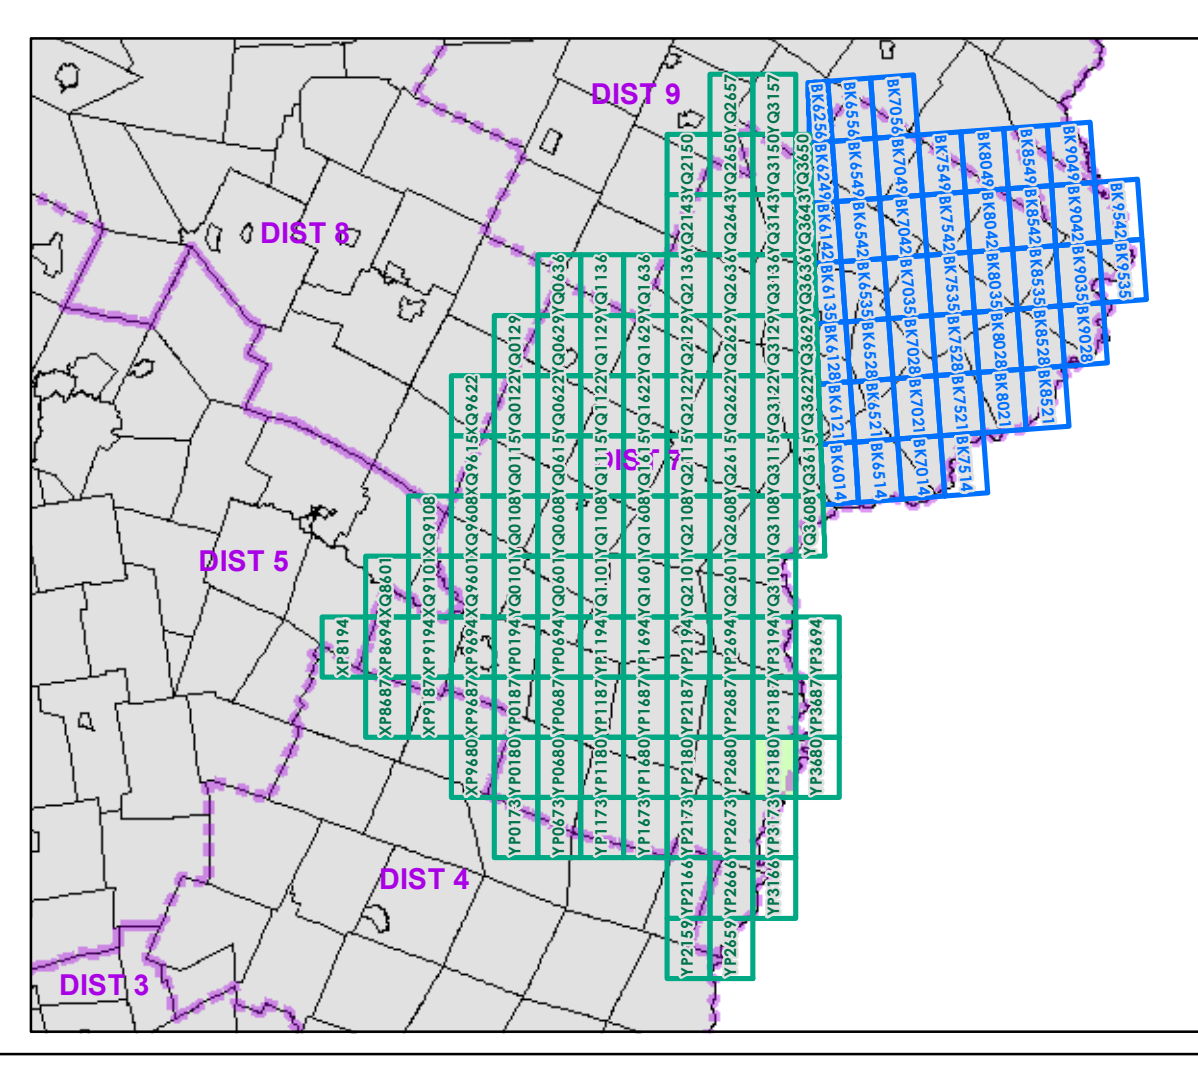 DIST 9
YQ2657 YQ3157
BK6256 BK6556 BK7056
YQ2150 YQ2650 YQ3150 YQ3650
BK6249 BK6549 BK7049 BK7549 BK8049 BK8549 BK9049
DIST 8
YQ2143 YQ2643 YQ3143 YQ3643
BK6142 BK6542 BK7042 BK7542 BK8042 BK8542 BK9042 BK9542
YQ0636 YQ1136 YQ1636 YQ2136 YQ2636 YQ3136 YQ3636
BK6135 BK6535 BK7035 BK7535 BK8035 BK8535 BK9035 BK9535
YQ0129 YQ0629 YQ1129 YQ1629 YQ2129 YQ2629 YQ3129 YQ3629
BK6128 BK6528 BK7028 BK7528 BK8028 BK8528 BK9028
XQ9622 YQ0122 YQ0622 YQ1122 YQ1622 YQ2122 YQ2622 YQ3122 YQ3622
BK6121 BK6521 BK7021 BK7521 BK8021 BK8521
DIST 7
XQ9615 YQ0115 YQ0615 YQ1115 YQ1615 YQ2115 YQ2615 YQ3115 YQ3615
BK6014 BK6514 BK7014 BK7514
XQ9108 XQ9608 YQ0108 YQ0608 YQ1108 YQ1608 YQ2108 YQ2608 YQ3108 YQ3608
DIST 5
XQ8601 XQ9101 XQ9601 YQ0101 YQ0601 YQ1101 YQ1601 YQ2101 YQ2601 YQ3101
XP8194 XP8694 XP9194 XP9694 YP0194 YP0694 YP1194 YP1694 YP2194 YP2694 YP3194 YP3694
XP8687 XP9187 XP9687 YP0187 YP0687 YP1187 YP1687 YP2187 YP2687 YP3187 YP3687
XP9680 YP0180 YP0680 YP1180 YP1680 YP2180 YP2680 YP3180 YP3680
YP0173 YP0673 YP1173 YP1673 YP2173 YP2673 YP3173
DIST 4
YP2166 YP2666 YP3166
YP2159 YP2659
DIST 3